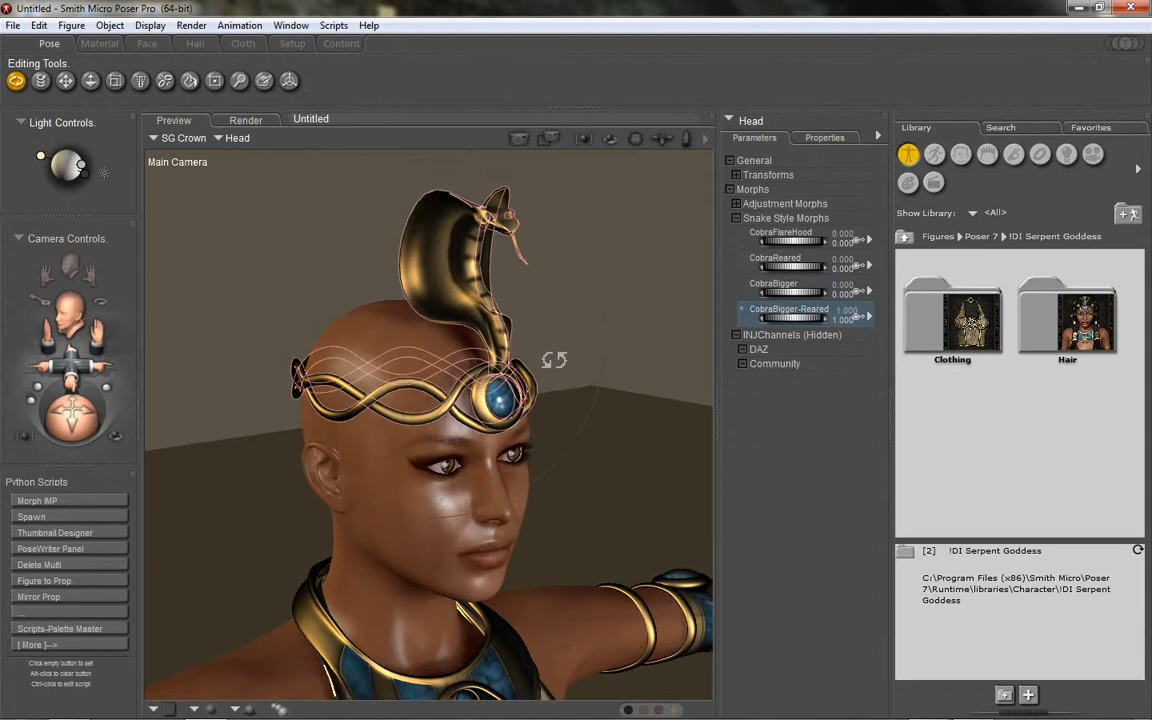 Untitled - Smith Micro Poser Pro (64-bit)
File Edit Figure Object Display Render Animation Window Scripts Help
Pose Material Face Hair Cloth Setup Content
Editing Tools.
Light Controls.
Camera Controls.
Python Scripts
Morph IMP
Spawn
Thumbnail Designer
PoseWriter Panel
Delete Multi
Figure to Prop
Mirror Prop
...
Scripts-Palette Master
[ More ]-->
Click empty button to set
Alt-click to clear button
Ctrl-click to edit script
Preview Render Untitled
SG Crown Head
Main Camera
Head
Parameters Properties
General
Transforms
Morphs
Adjustment Morphs
Snake Style Morphs
CobraFlareHood 0.000
0.000
CobraReared 0.000
0.000
CobraBigger 0.000
0.000
CobraBigger-Reared 1.000
1.000
INJChannels (Hidden)
DAZ
Community
Library Search Favorites
Show Library: <All>
Figures Poser 7 !DI Serpent Goddess
Clothing Hair
[2] !DI Serpent Goddess
C:\Program Files (x86)\Smith Micro\Poser
7\Runtime\libraries\Character\!DI Serpent
Goddess